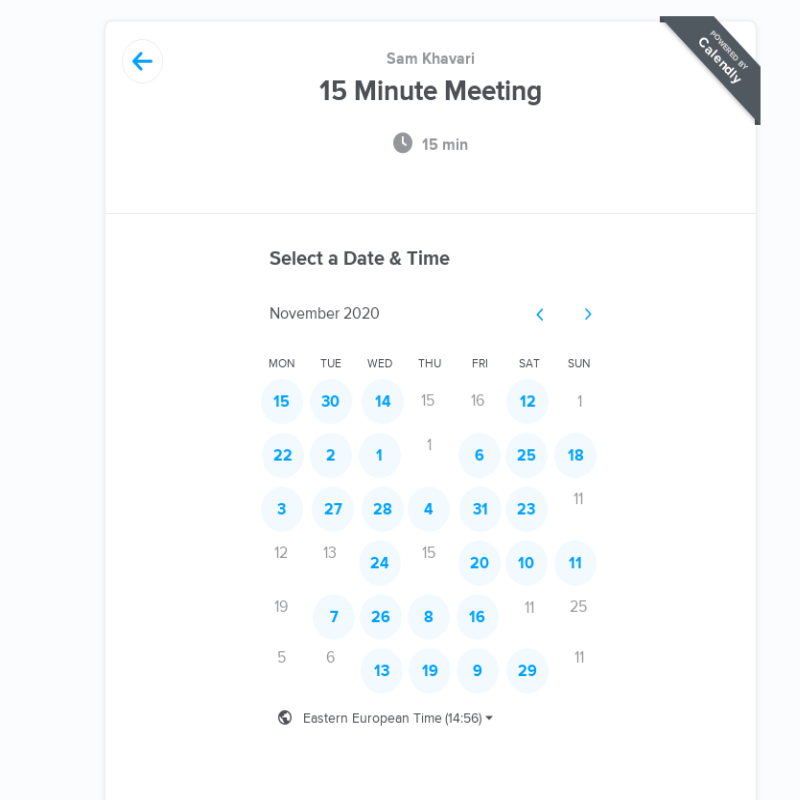 POWERED BY
Calendly
Sam Khavari
15 Minute Meeting
15 min
Select a Date & Time
November 2020
MON TUE WED THU FRI SAT SUN
15 30 14 15 16 12 1
22 2 1 1 6 25 18
3 27 28 4 31 23 11
12 13 24 15 20 10 11
19 7 26 8 16 11 25
5 6 13 19 9 29 11
Eastern European Time (14:56)